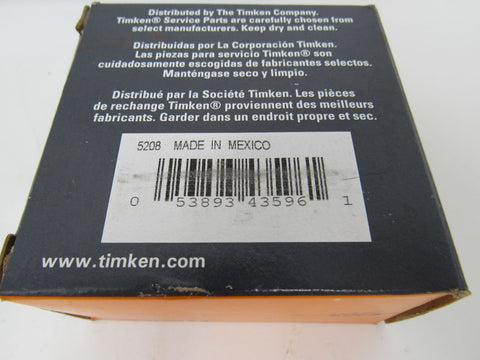 Distributed by The Timken Company.
Timken® Service Parts are carefully chosen from
select manufacturers. Keep dry and clean.
Distribuidas por La Corporación Timken.
Las piezas para servicio Timken® son
cuidadosamente escogidas de fabricantes selectos.
Manténgase seco y limpio.
Distribué par la Société Timken. Les pièces
de rechange Timken® proviennent des meilleurs
fabricants. Garder dans un endroit propre et sec.
5208 MADE IN MEXICO
0 53893 43596 1
www.timken.com